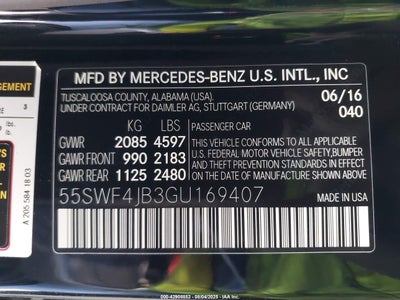 MFD BY MERCEDES-BENZ U.S. INTL., INC
TUSCALOOSA COUNTY, ALABAMA (USA)
UNDER CONSENT FOR DAIMLER AG, STUTTGART (GERMANY)
06/16
040
KG LBS
GVWR 2085 4597
GAWR FRONT 990 2183
GAWR REAR 1125 2480
PASSENGER CAR
THIS VEHICLE CONFORMS TO ALL
APPLICABLE U.S. FEDERAL MOTOR VEHICLE
SAFETY, BUMPER, AND THEFT
PREVENTION STANDARDS IN EFFECT ON THE
DATE OF MANUFACTURE SHOWN ABOVE.
55SWF4JB3GU169407
MADE IN USA
3
A 205 584 18 03